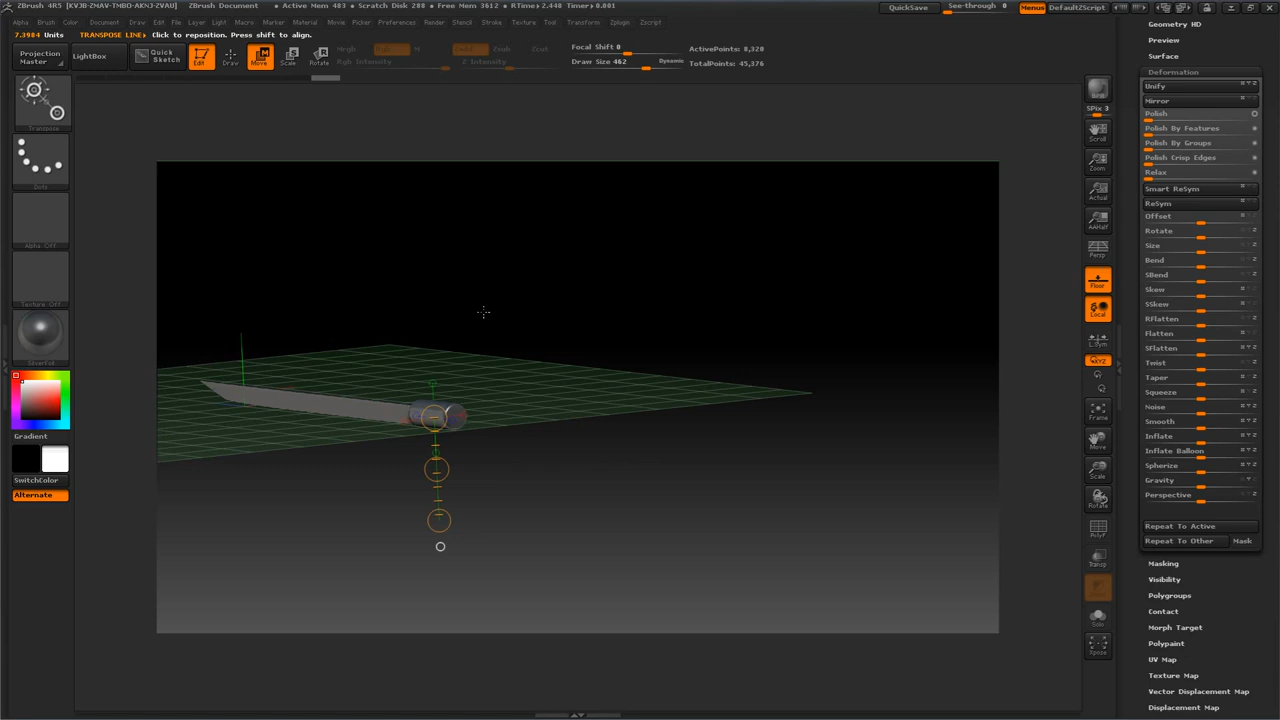 ZBrush 4R5 [KVJB-ZMAV-TMBO-AKNJ-ZVAU] ZBrush Document • Active Mem 483 • Scratch Disk 288 • Free Mem 3612 • RTime▷2.448 Timer▷0.001 QuickSave See-through 0 Menus DefaultZScript
Alpha Brush Color Document Draw Edit File Layer Light Macro Marker Material Movie Picker Preferences Render Stencil Stroke Texture Tool Transform Zplugin Zscript
7.3984 Units TRANSPOSE LINE▷ Click to reposition. Press shift to align.
Projection Master
LightBox
Quick Sketch
Edit
Draw
Move
Scale
Rotate
Mrgb
Rgb
M
Rgb Intensity
Zadd
Zsub
Zcut
Z Intensity
Focal Shift 0
Draw Size 462
Dynamic
ActivePoints: 8,320
TotalPoints: 45,376
Transpose
Dots
Alpha Off
Texture Off
Gradient
SwitchColor
Alternate
SPix 3
Scroll
Zoom
Actual
AAHalf
Persp
Floor
Local
L.Sym
Frame
Move
Scale
Rotate
PolyF
Transp
Solo
Xpose
Geometry HD
Preview
Surface
Deformation
Unify
Mirror
Polish
Polish By Features
Polish By Groups
Polish Crisp Edges
Relax
Smart ReSym
ReSym
Offset
Rotate
Size
Bend
SBend
Skew
SSkew
RFlatten
Flatten
SFlatten
Twist
Taper
Squeeze
Noise
Smooth
Inflate
Inflate Balloon
Spherize
Gravity
Perspective
Repeat To Active
Repeat To Other Mask
Masking
Visibility
Polygroups
Contact
Morph Target
Polypaint
UV Map
Texture Map
Vector Displacement Map
Displacement Map